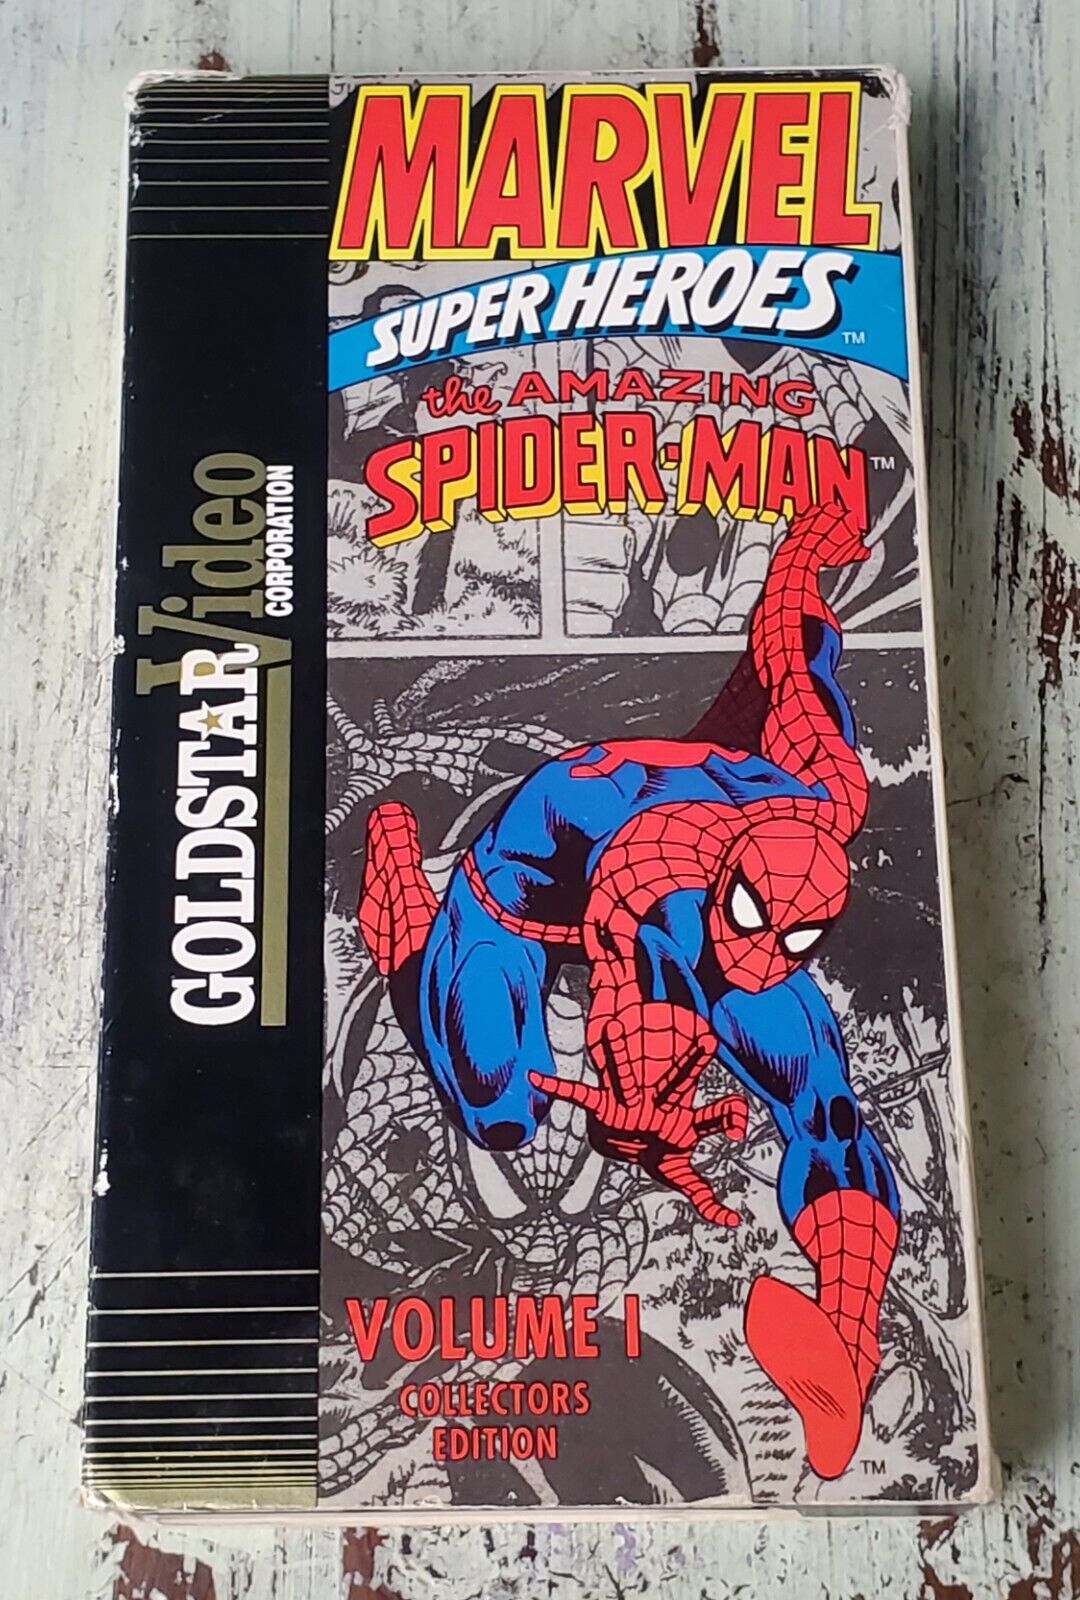 MARVEL
SUPER HEROES
TM
the AMAZING
SPIDER-MAN
TM
GOLDSTAR Video
CORPORATION
VOLUME I
COLLECTORS
EDITION
TM